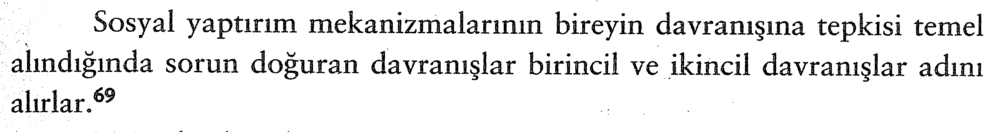 Sosyal yaptırım mekanizmalarının bireyin davranışına tepkisi temel
alındığında sorun doğuran davranışlar birincil ve ikincil davranışlar adını
alırlar.69